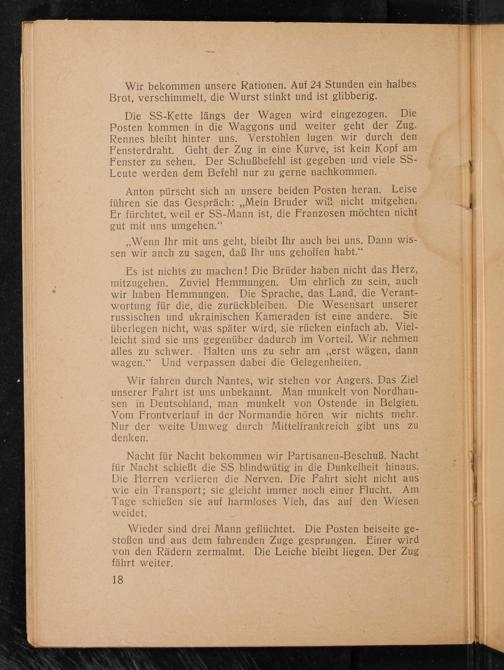 Wir bekommen unsere Rationen. Auf 24 Stunden ein halbes
Brot, verschimmelt, die Wurst stinkt und ist glibberig.
Die SS-Kette längs der Wagen wird eingezogen. Die
Posten kommen in die Waggons und weiter geht der Zug.
Rennes bleibt hinter uns. Verstohlen lugen wir durch den
Fensterdraht. Geht der Zug in eine Kurve, ist kein Kopf am
Fenster zu sehen. Der Schußbefehl ist gegeben und viele SS-
Leute werden dem Befehl nur zu gerne nachkommen.
Anton pürscht sich an unsere beiden Posten heran. Leise
führen sie das Gespräch: „Mein Bruder will nicht mitgehen.
Er fürchtet, weil er SS-Mann ist, die Franzosen möchten nicht
gut mit uns umgehen.“
„Wenn Ihr mit uns geht, bleibt Ihr auch bei uns. Dann wis-
sen wir auch zu sagen, daß Ihr uns geholfen habt.“
Es ist nichts zu machen! Die Brüder haben nicht das Herz,
mitzugehen. Zuviel Hemmungen. Um ehrlich zu sein, auch
wir haben Hemmungen. Die Sprache, das Land, die Verant-
wortung für die, die zurückbleiben. Die Wesensart unserer
russischen und ukrainischen Kameraden ist eine andere. Sie
überlegen nicht, was später wird, sie rücken einfach ab. Viel-
leicht sind sie uns gegenüber dadurch im Vorteil. Wir nehmen
alles zu schwer. Halten uns zu sehr am „erst wägen, dann
wagen.“ Und verpassen dabei die Gelegenheiten.
Wir fahren durch Nantes, wir stehen vor Angers. Das Ziel
unserer Fahrt ist uns unbekannt. Man munkelt von Nordhau-
sen in Deutschland, man munkelt von Ostende in Belgien.
Vom Frontverlauf in der Normandie hören wir nichts mehr.
Nur der weite Umweg durch Mittelfrankreich gibt uns zu
denken.
Nacht für Nacht bekommen wir Partisanen-Beschuß. Nacht
für Nacht schießt die SS blindwütig in die Dunkelheit hinaus.
Die Herren verlieren die Nerven. Die Fahrt sieht nicht aus
wie ein Transport; sie gleicht immer noch einer Flucht. Am
Tage schießen sie auf harmloses Vieh, das auf den Wiesen
weidet.
Wieder sind drei Mann geflüchtet. Die Posten beiseite ge-
stoßen und aus dem fahrenden Zuge gesprungen. Einer wird
von den Rädern zermalmt. Die Leiche bleibt liegen. Der Zug
fährt weiter.
18